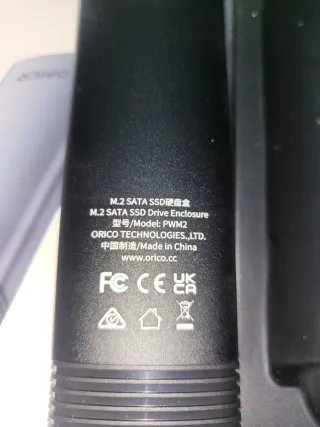 ORICO
M.2 SATA SSD硬盘盒
M.2 SATA SSD Drive Enclosure
型号/Model: PWM2
ORICO TECHNOLOGIES.,LTD.
中国制造/Made in China
www.orico.cc
FC CE UK CA